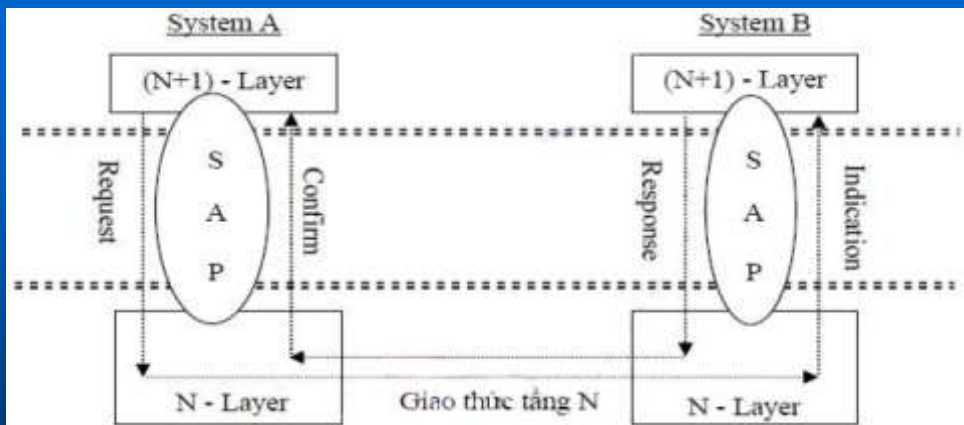 System A
System B
(N+1) - Layer
(N+1) - Layer
Request
S
A
P
Confirm
Response
S
A
P
Indication
N - Layer
Giao thức tầng N
N - Layer